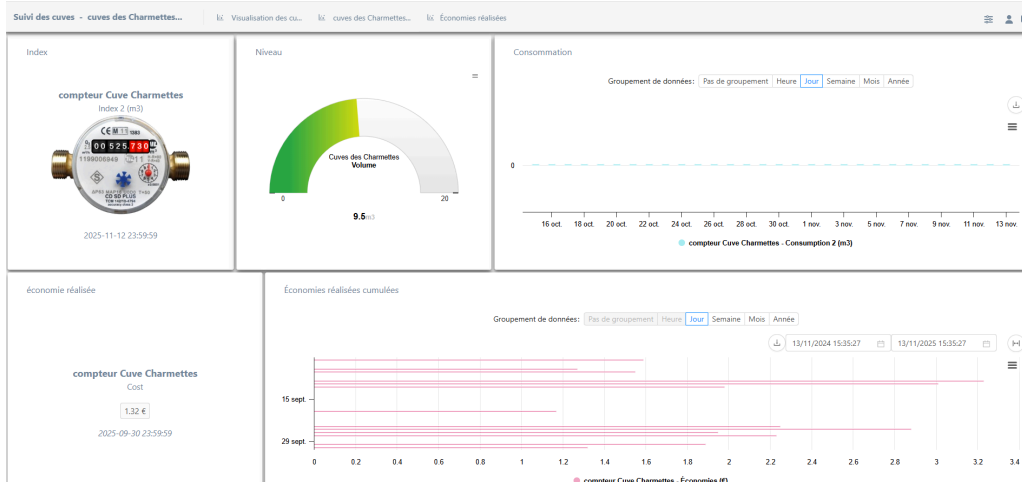 Suivi des cuves - cuves des Charmettes...
Visualisation des cu...
cuves des Charmettes...
Économies réalisées
Index
compteur Cuve Charmettes
Index 2 (m3)
00525,730
1199006949
CD SD PLUS
2025-11-12 23:59:59
Niveau
Cuves des Charmettes
Volume
0
20
9.5m3
Consommation
Groupement de données: Pas de groupement Heure Jour Semaine Mois Année
0
16 oct. 18 oct. 20 oct. 22 oct. 24 oct. 26 oct. 28 oct. 30 oct. 1 nov. 3 nov. 5 nov. 7 nov. 9 nov. 11 nov. 13 nov.
compteur Cuve Charmettes - Consumption 2 (m3)
économie réalisée
compteur Cuve Charmettes
Cost
1.32 €
2025-09-30 23:59:59
Économies réalisées cumulées
Groupement de données: Pas de groupement Heure Jour Semaine Mois Année
13/11/2024 15:35:27
13/11/2025 15:35:27
15 sept.
29 sept.
0 0.2 0.4 0.6 0.8 1 1.2 1.4 1.6 1.8 2 2.2 2.4 2.6 2.8 3 3.2 3.4
compteur Cuve Charmettes - Économies (€)